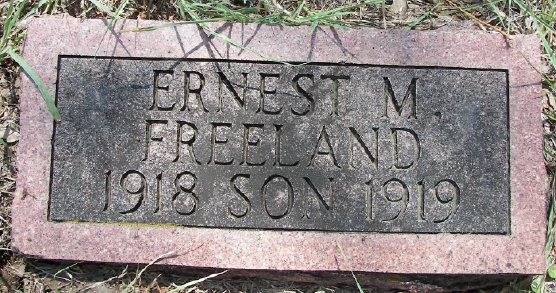 ERNEST M.
FREELAND
1918 SON 1919